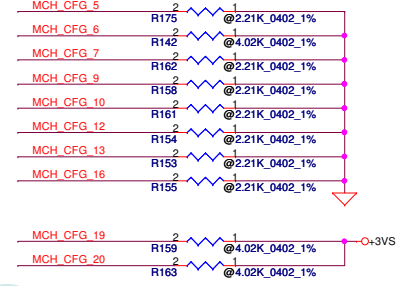 MCH_CFG_5 2 1
R175 @2.21K_0402_1%
MCH_CFG_6 2 1
R142 @4.02K_0402_1%
MCH_CFG_7 2 1
R162 @2.21K_0402_1%
MCH_CFG_9 2 1
R158 @2.21K_0402_1%
MCH_CFG_10 2 1
R161 @2.21K_0402_1%
MCH_CFG_12 2 1
R154 @2.21K_0402_1%
MCH_CFG_13 2 1
R153 @2.21K_0402_1%
MCH_CFG_16 2 1
R155 @2.21K_0402_1%
MCH_CFG_19 2 1 +3VS
R159 @4.02K_0402_1%
MCH_CFG_20 2 1
R163 @4.02K_0402_1%